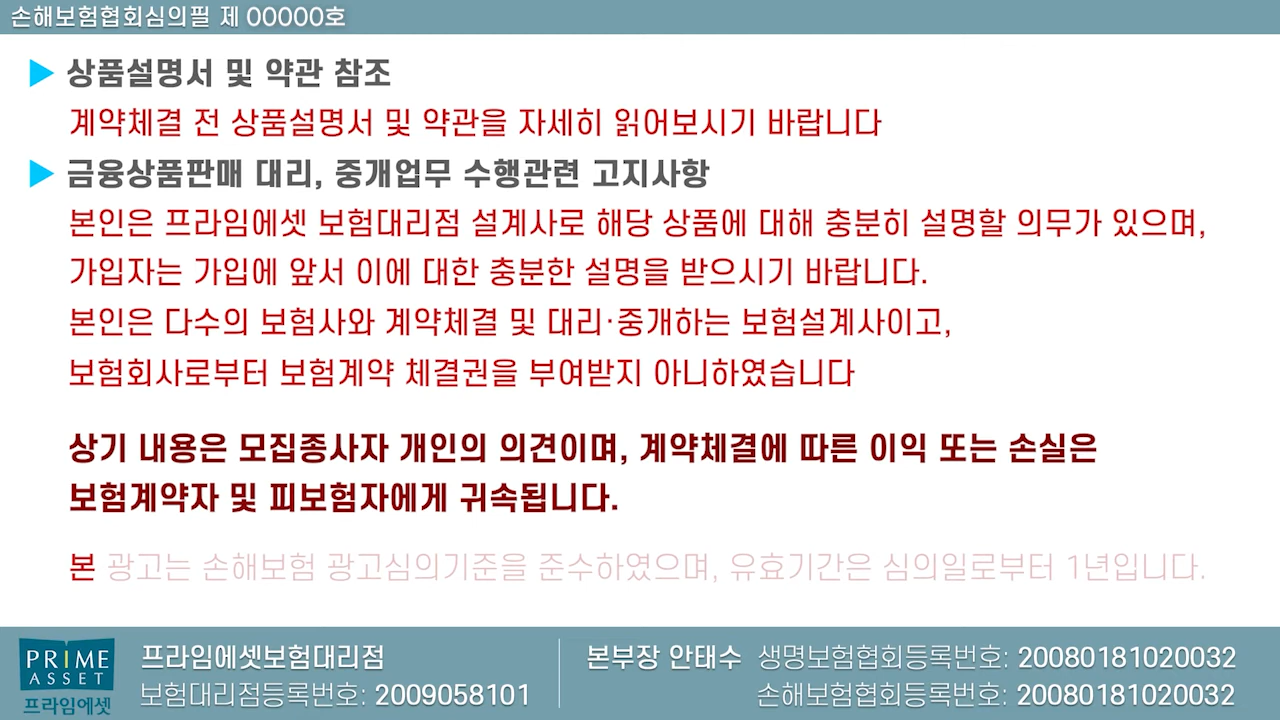 손해보험협회심의필 제 00000호
▶ 상품설명서 및 약관 참조
계약체결 전 상품설명서 및 약관을 자세히 읽어보시기 바랍니다
▶ 금융상품판매 대리, 중개업무 수행관련 고지사항
본인은 프라임에셋 보험대리점 설계사로 해당 상품에 대해 충분히 설명할 의무가 있으며,
가입자는 가입에 앞서 이에 대한 충분한 설명을 받으시기 바랍니다.
본인은 다수의 보험사와 계약체결 및 대리·중개하는 보험설계사이고,
보험회사로부터 보험계약 체결권을 부여받지 아니하였습니다
상기 내용은 모집종사자 개인의 의견이며, 계약체결에 따른 이익 또는 손실은
보험계약자 및 피보험자에게 귀속됩니다.
본 광고는 손해보험 광고심의기준을 준수하였으며, 유효기간은 심의일로부터 1년입니다.
PRIME
ASSET
프라임에셋
프라임에셋보험대리점
보험대리점등록번호: 2009058101
본부장 안태수 생명보험협회등록번호: 20080181020032
손해보험협회등록번호: 20080181020032